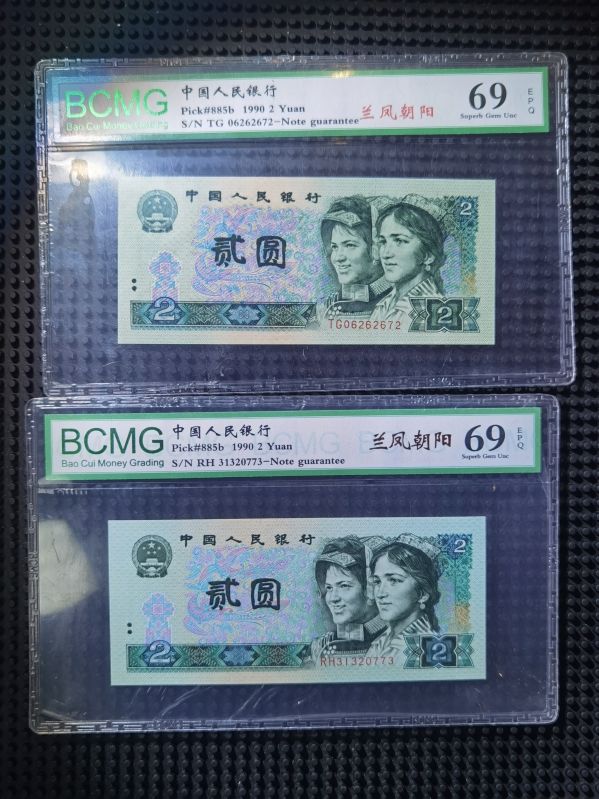 BCMG
Bao Cui Money Grading
中国人民银行
Pick#885b 1990 2 Yuan
S/N TG 06262672-Note guarantee
兰凤朝阳
69
EPQ
Superb Gem Unc
中国人民银行
贰圆
2
2
2
TG06262672
BCMG
Bao Cui Money Grading
中国人民银行
Pick#885b 1990 2 Yuan
S/N RH 31320773-Note guarantee
兰凤朝阳
69
EPQ
Superb Gem Unc
中国人民银行
贰圆
2
2
2
RH31320773